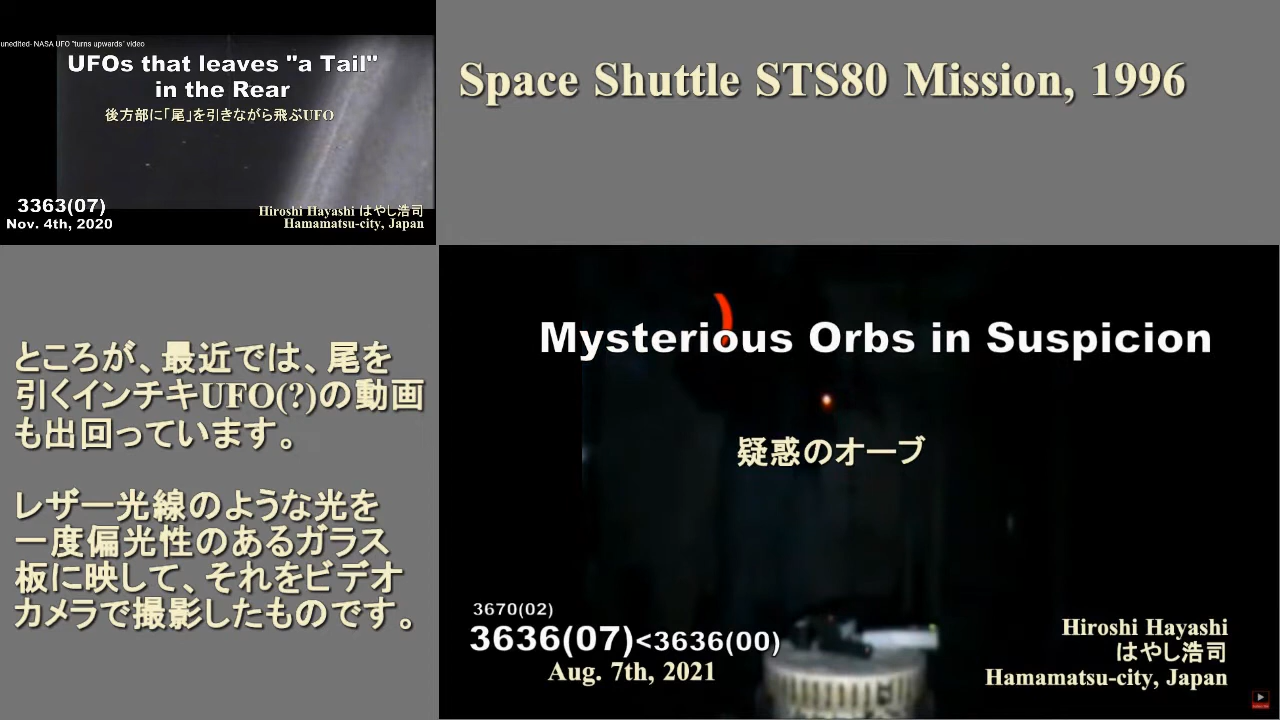 unedited- NASA UFO "turns upwards" video
UFOs that leaves "a Tail"
in the Rear
後方部に「尾」を引きながら飛ぶUFO
3363(07)
Nov. 4th, 2020
Hiroshi Hayashi はやし浩司
Hamamatsu-city, Japan
Space Shuttle STS80 Mission, 1996
ところが、最近では、尾を
引くインチキUFO(?)の動画
も出回っています。
レザー光線のような光を
一度偏光性のあるガラス
板に映して、それをビデオ
カメラで撮影したものです。
Mysterious Orbs in Suspicion
疑惑のオーブ
3670(02)
3636(07)<3636(00)
Aug. 7th, 2021
Hiroshi Hayashi
はやし浩司
Hamamatsu-city, Japan